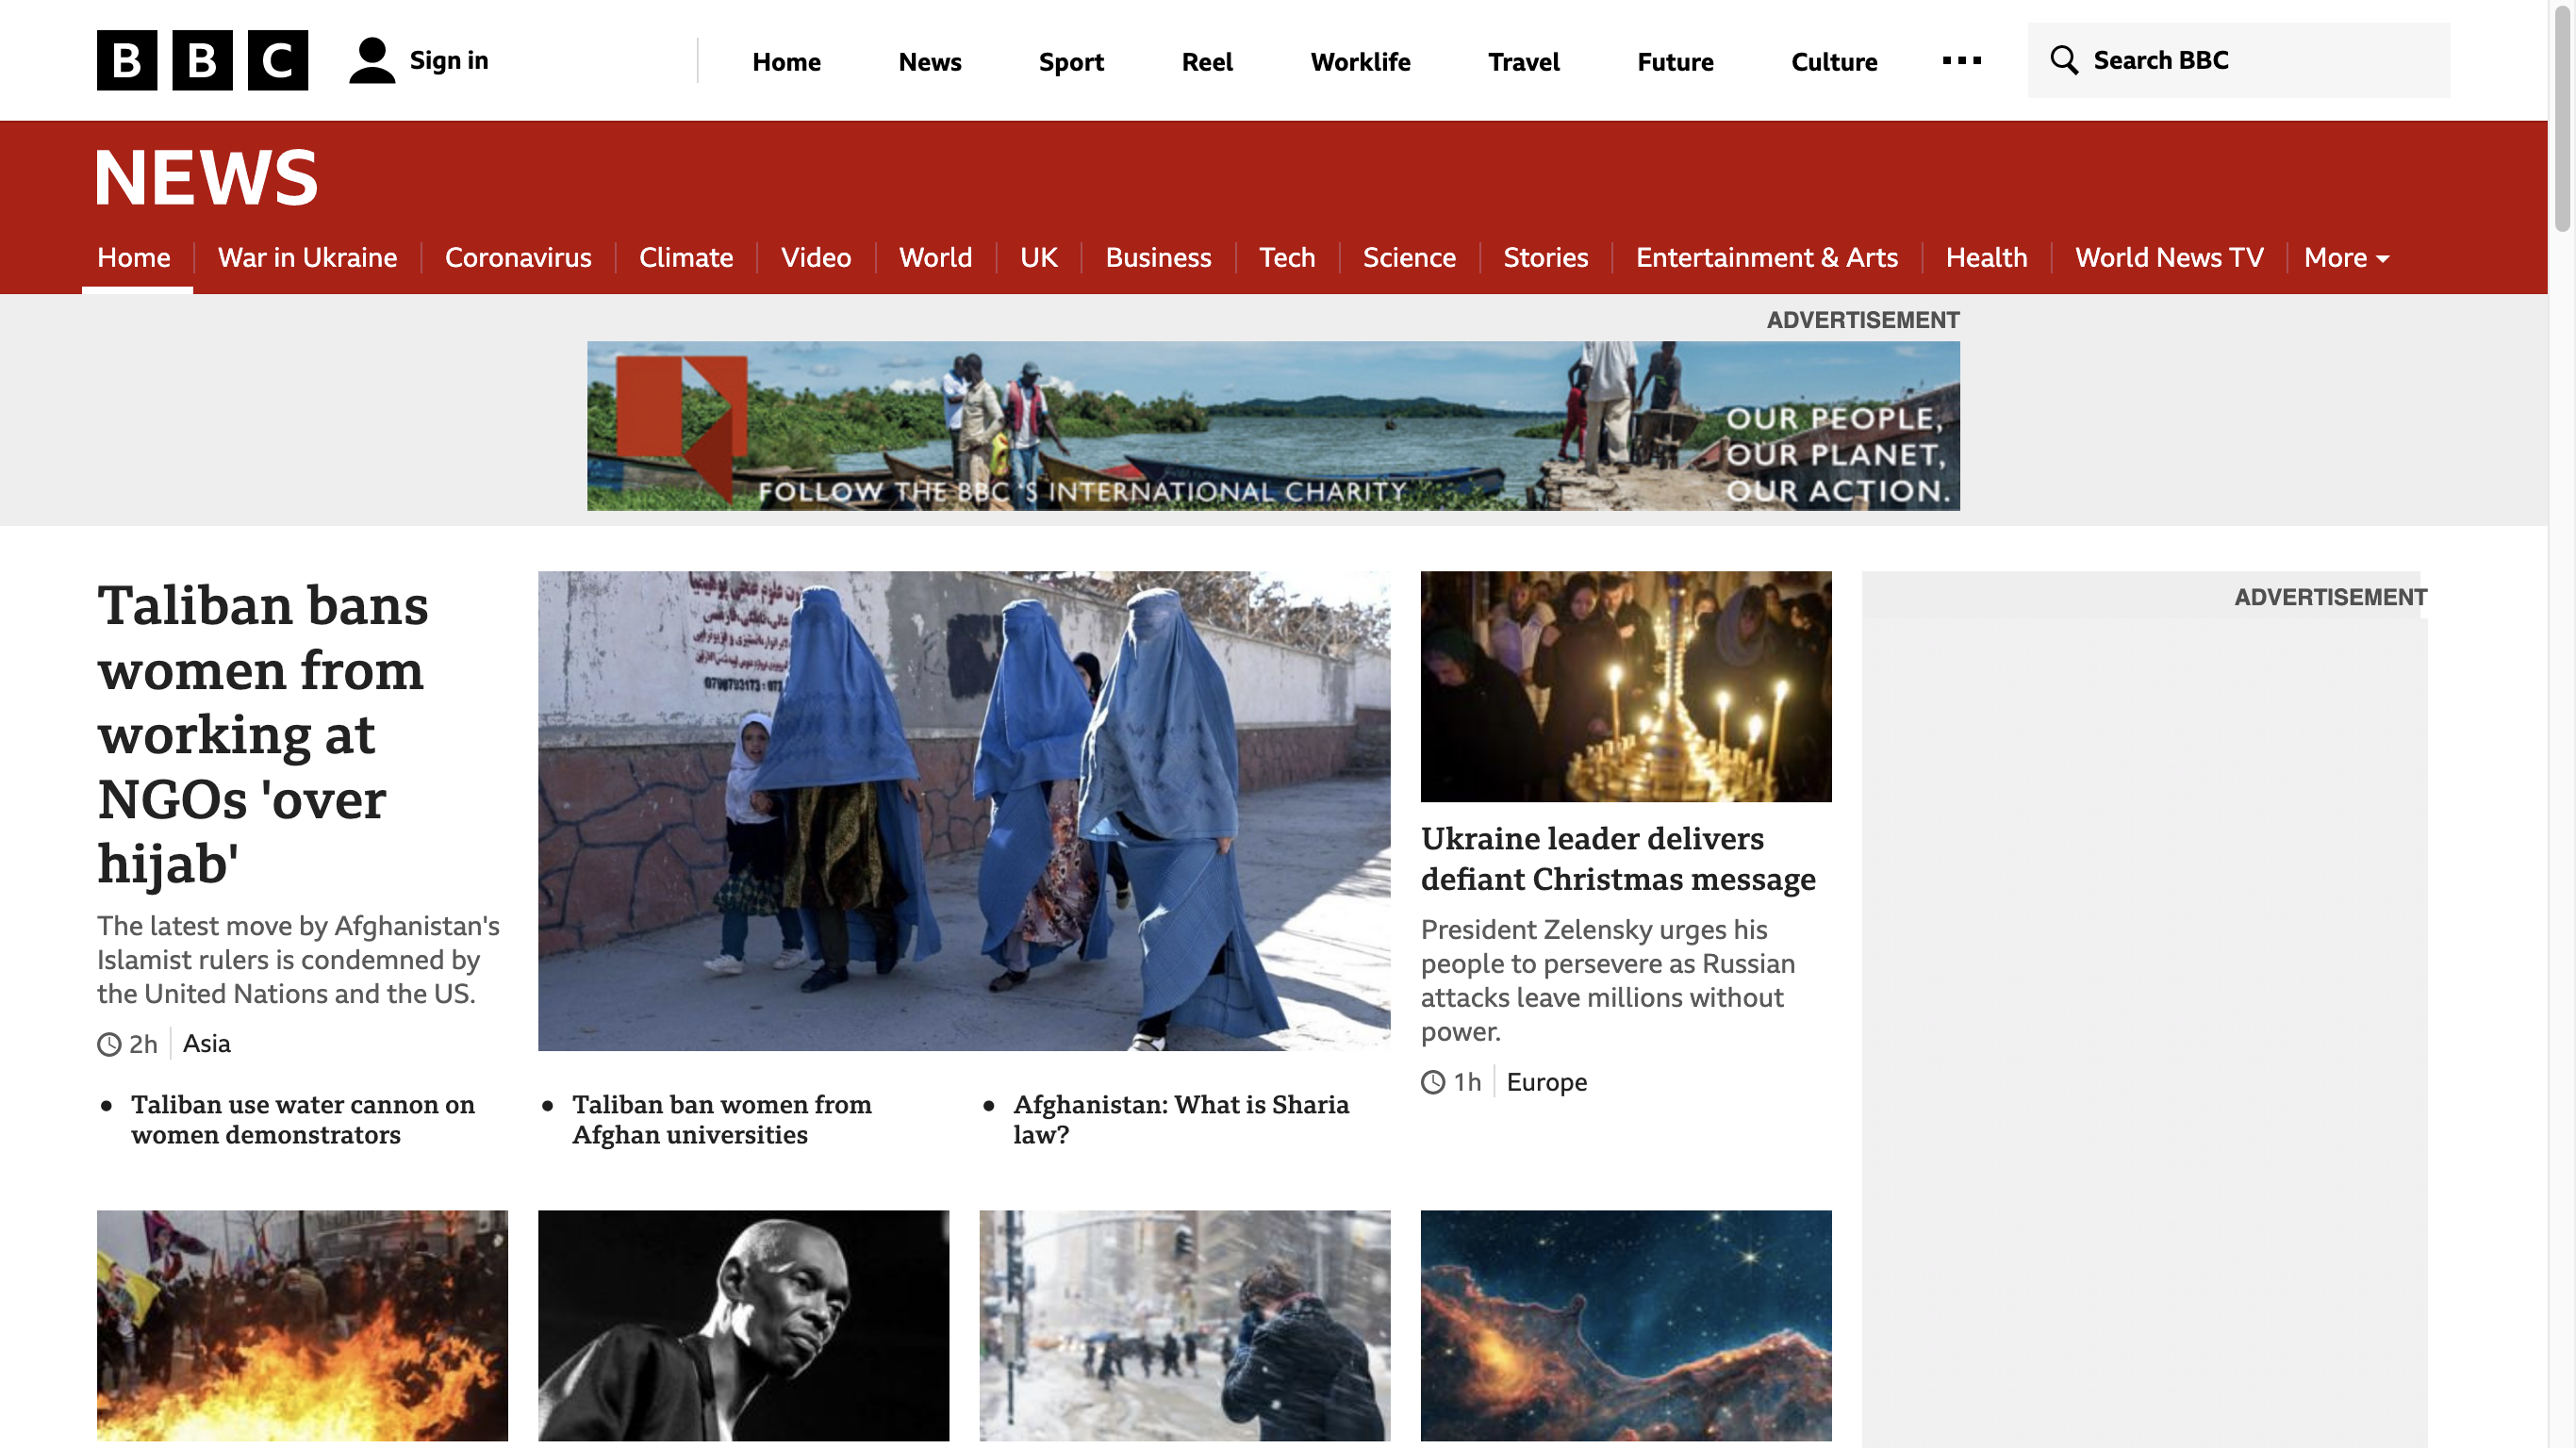 BBC
Sign in
Home
News
Sport
Reel
Worklife
Travel
Future
Culture
Search BBC
NEWS
Home
War in Ukraine
Coronavirus
Climate
Video
World
UK
Business
Tech
Science
Stories
Entertainment & Arts
Health
World News TV
More
ADVERTISEMENT
FOLLOW THE BBC'S INTERNATIONAL CHARITY
OUR PEOPLE,
OUR PLANET,
OUR ACTION.
Taliban bans
women from
working at
NGOs 'over
hijab'
The latest move by Afghanistan's
Islamist rulers is condemned by
the United Nations and the US.
2h
Asia
Ukraine leader delivers
defiant Christmas message
President Zelensky urges his
people to persevere as Russian
attacks leave millions without
power.
1h
Europe
ADVERTISEMENT
Taliban use water cannon on
women demonstrators
Taliban ban women from
Afghan universities
Afghanistan: What is Sharia
law?